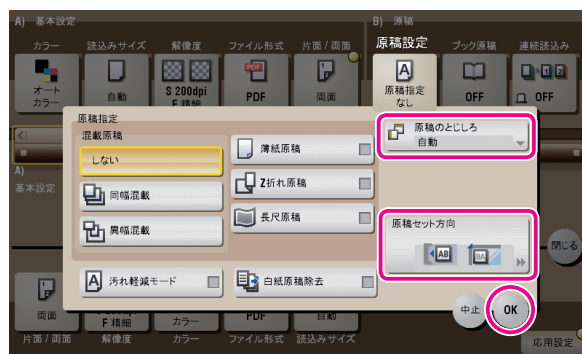 A) 基本設定
B) 原稿
カラー
読込みサイズ
解像度
ファイル形式
片面 / 両面
原稿設定
ブック原稿
連続読込み
オート
カラー
自動
S 200dpi
F 精細
PDF
両面
A
原稿指定
なし
OFF
OFF
原稿指定
混載原稿
しない
同幅混載
異幅混載
薄紙原稿
Z折れ原稿
長尺原稿
A 汚れ軽減モード
白紙原稿除去
原稿のとじしろ
自動
原稿セット方向
AB
BA
中止
OK
A)
基本設定
閉じる
両面
F 精細
カラー
PDF
自動
片面 / 両面
解像度
カラー
ファイル形式
読込みサイズ
応用設定